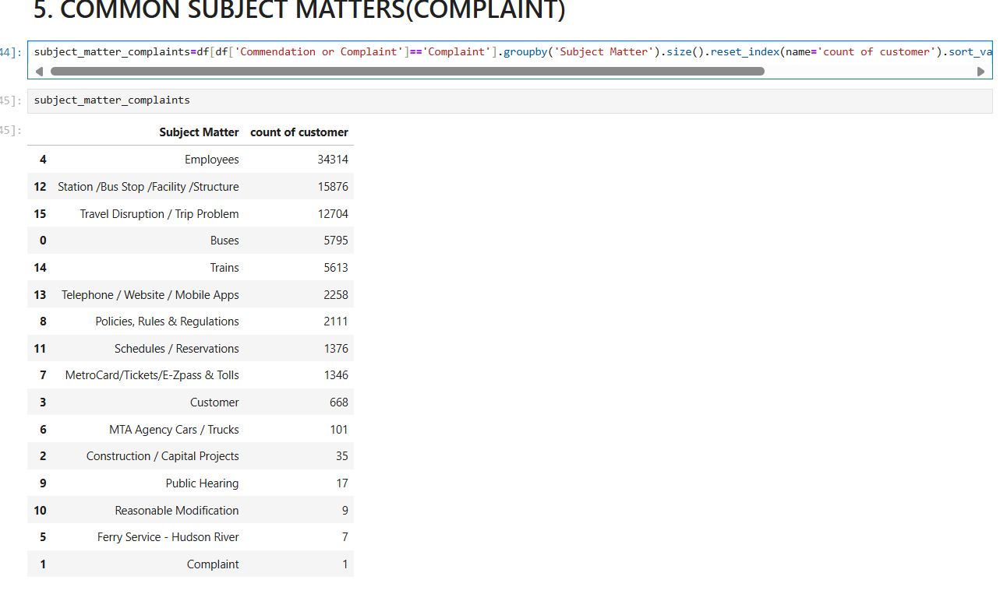 5. COMMON SUBJECT MATTERS(COMPLAINT)
44]: subject_matter_complaints=df[df['Commendation or Complaint']=='Complaint'].groupby('Subject Matter').size().reset_index(name='count of customer').sort_va
45]: subject_matter_complaints
45]:
Subject Matter count of customer
4 Employees 34314
12 Station /Bus Stop /Facility /Structure 15876
15 Travel Disruption / Trip Problem 12704
0 Buses 5795
14 Trains 5613
13 Telephone / Website / Mobile Apps 2258
8 Policies, Rules & Regulations 2111
11 Schedules / Reservations 1376
7 MetroCard/Tickets/E-Zpass & Tolls 1346
3 Customer 668
6 MTA Agency Cars / Trucks 101
2 Construction / Capital Projects 35
9 Public Hearing 17
10 Reasonable Modification 9
5 Ferry Service - Hudson River 7
1 Complaint 1